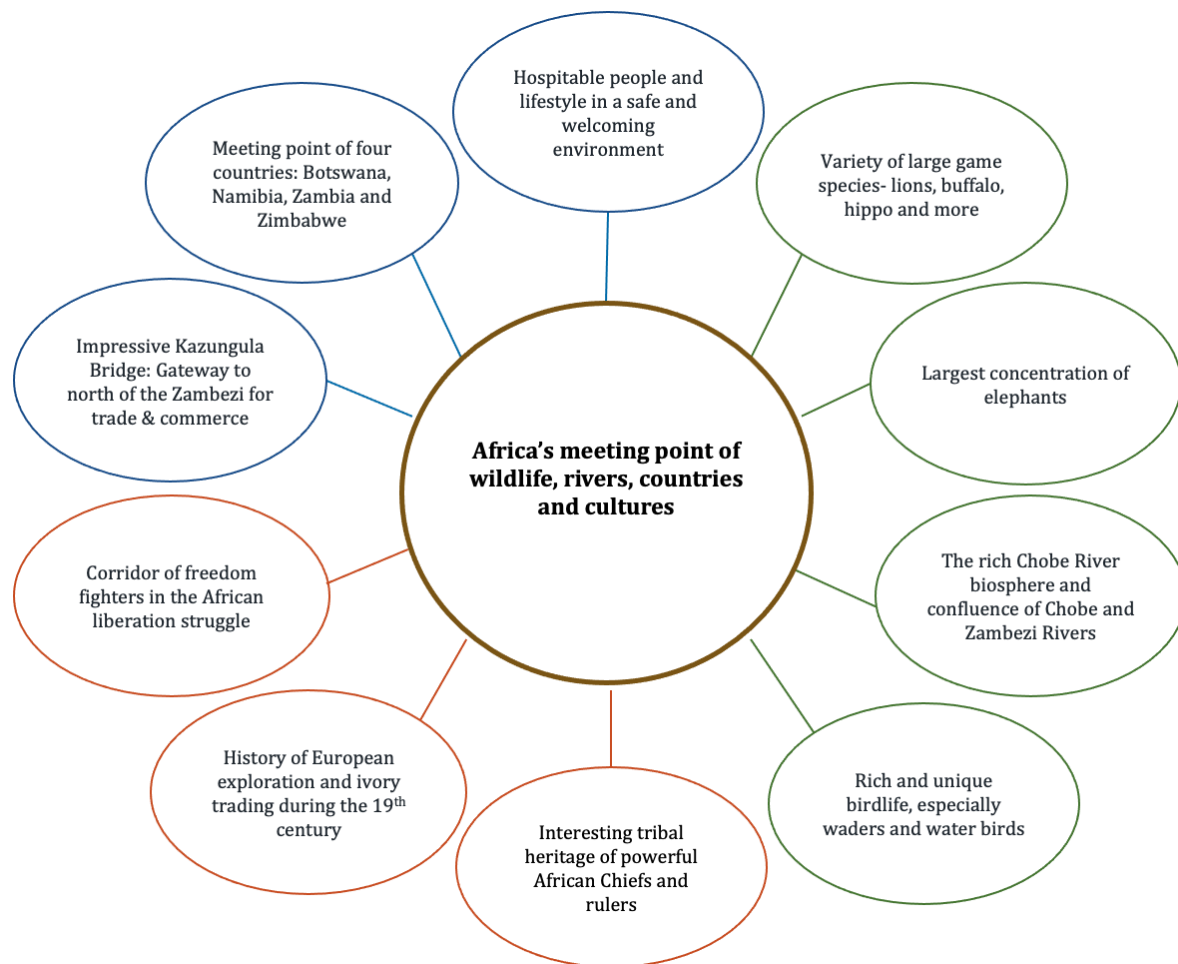 Hospitable people and
lifestyle in a safe and
welcoming
environment
Variety of large game
species- lions, buffalo,
hippo and more
Largest concentration of
elephants
The rich Chobe River
biosphere and
confluence of Chobe and
Zambezi Rivers
Rich and unique
birdlife, especially
waders and water birds
Interesting tribal
heritage of powerful
African Chiefs and
rulers
History of European
exploration and ivory
trading during the 19th
century
Corridor of freedom
fighters in the African
liberation struggle
Impressive Kazungula
Bridge: Gateway to
north of the Zambezi for
trade & commerce
Meeting point of four
countries: Botswana,
Namibia, Zambia and
Zimbabwe
Africa’s meeting point of
wildlife, rivers, countries
and cultures